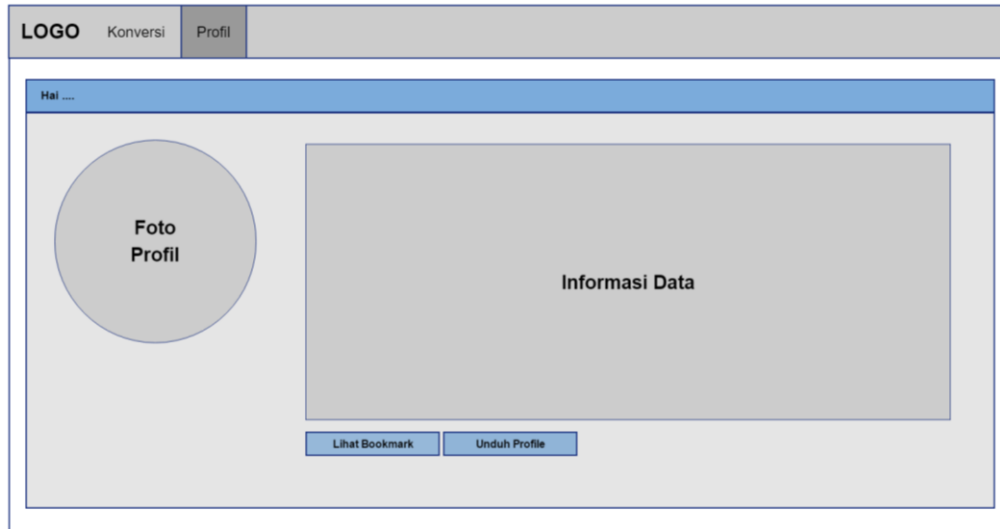 LOGO Konversi Profil
Hai ....
Foto
Profil
Informasi Data
Lihat Bookmark Unduh Profile